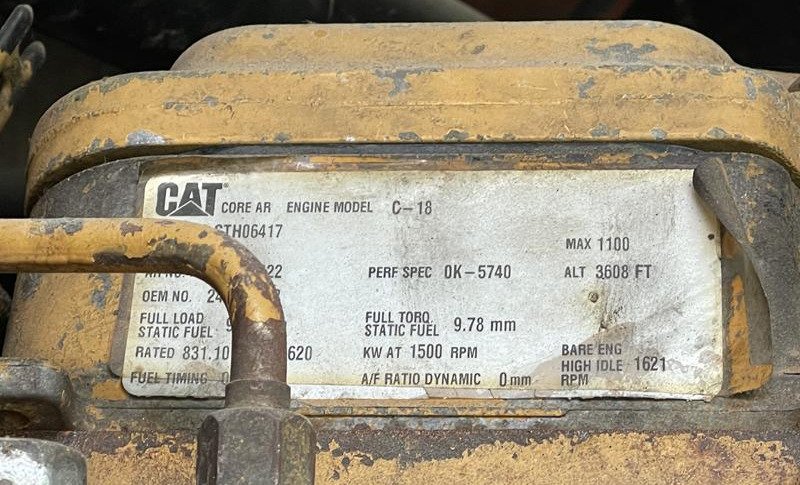 CAT CORE AR ENGINE MODEL C-18
GTH06417
MAX 1100
22 PERF SPEC 0K-5740 ALT 3608 FT
OEM NO. 24
FULL LOAD FULL TORQ
STATIC FUEL 9 STATIC FUEL 9.78 mm
RATED 831.10 620 KW AT 1500 RPM BARE ENG
HIGH IDLE 1621
FUEL TIMING A/F RATIO DYNAMIC 0 mm RPM